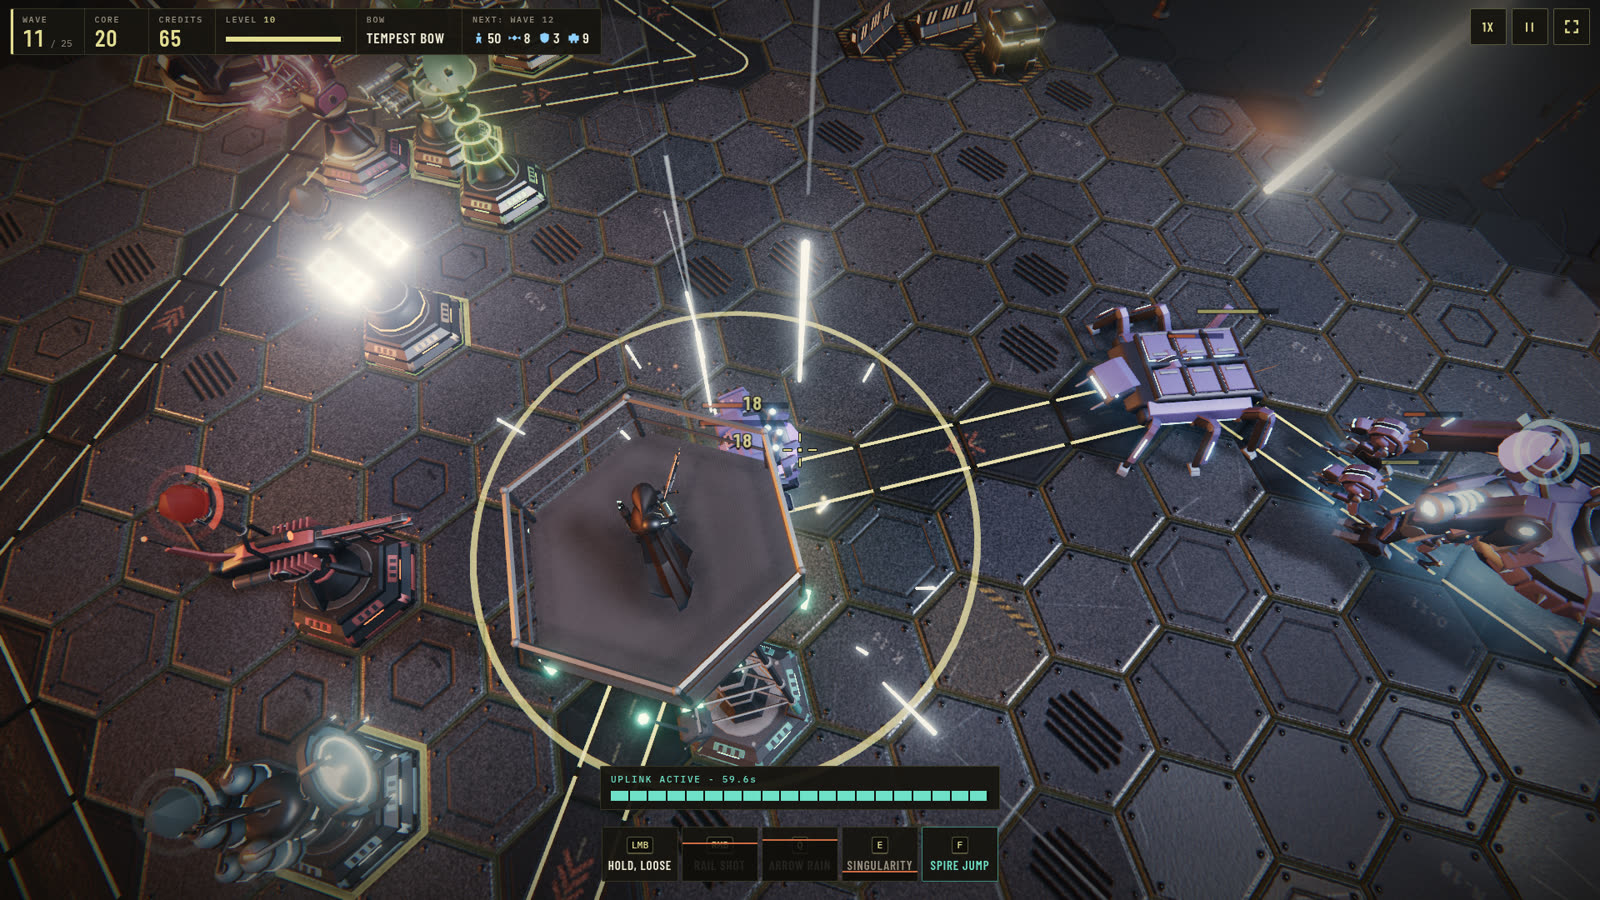 WAVE
11 / 25
CORE
20
CREDITS
65
LEVEL 10
BOW
TEMPEST BOW
NEXT: WAVE 12
50 8 3 9
1X
18
18
UPLINK ACTIVE - 59.6s
LMB
HOLD, LOOSE
RMB
RAIL SHOT
Q
ARROW RAIN
E
SINGULARITY
F
SPIRE JUMP